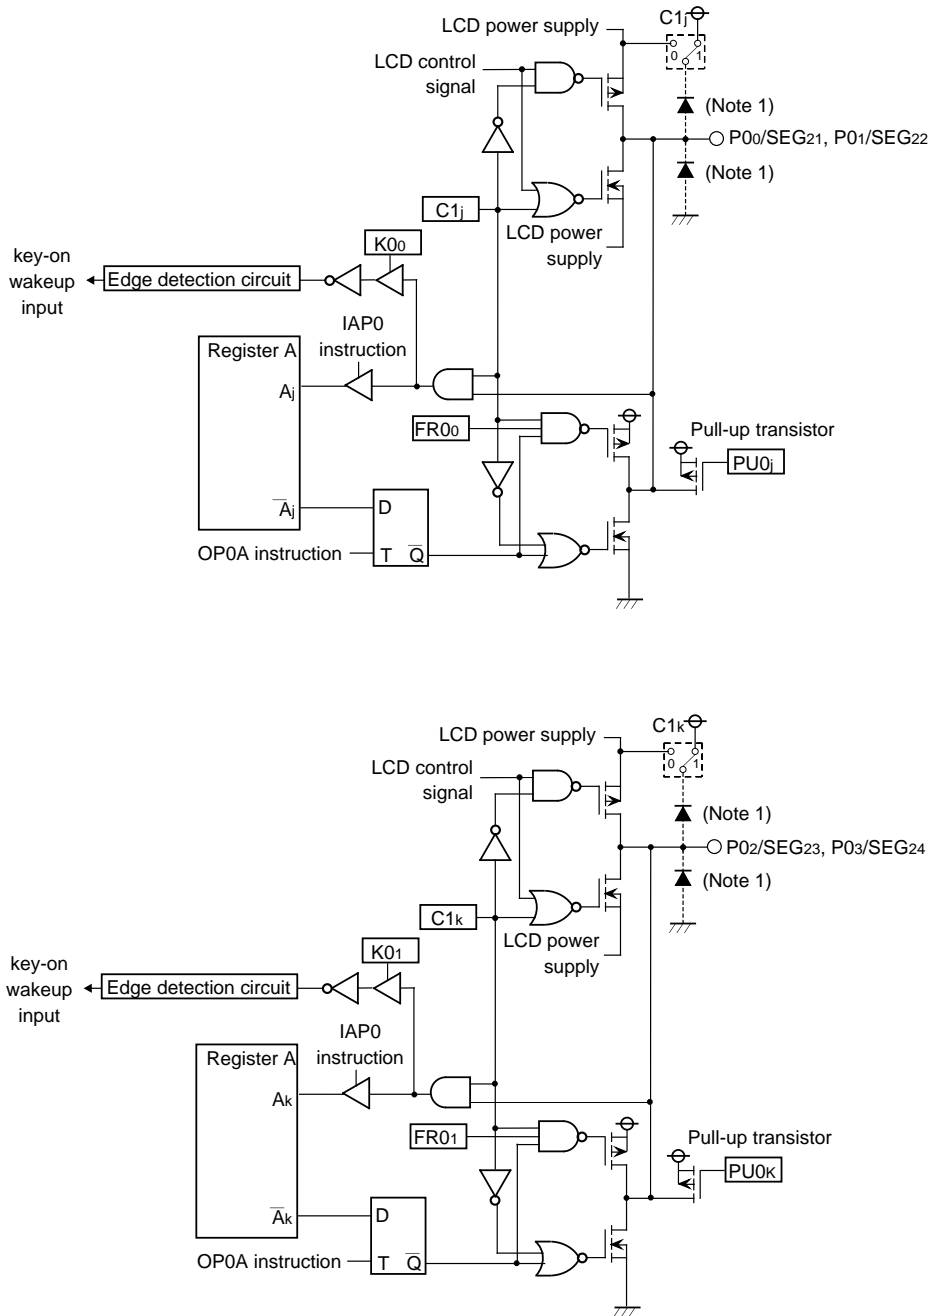 LCD power supply
C1j
0 1
LCD control
signal
(Note 1)
P00/SEG21, P01/SEG22
(Note 1)
C1j
LCD power
supply
key-on
wakeup
input
Edge detection circuit
K00
IAP0
instruction
Register A
Aj
FR00
Pull-up transistor
PU0j
Aj
D
T Q
OP0A instruction
LCD power supply
C1k
0 1
LCD control
signal
(Note 1)
P02/SEG23, P03/SEG24
(Note 1)
C1k
LCD power
supply
key-on
wakeup
input
Edge detection circuit
K01
IAP0
instruction
Register A
Ak
FR01
Pull-up transistor
PU0K
Ak
D
T Q
OP0A instruction